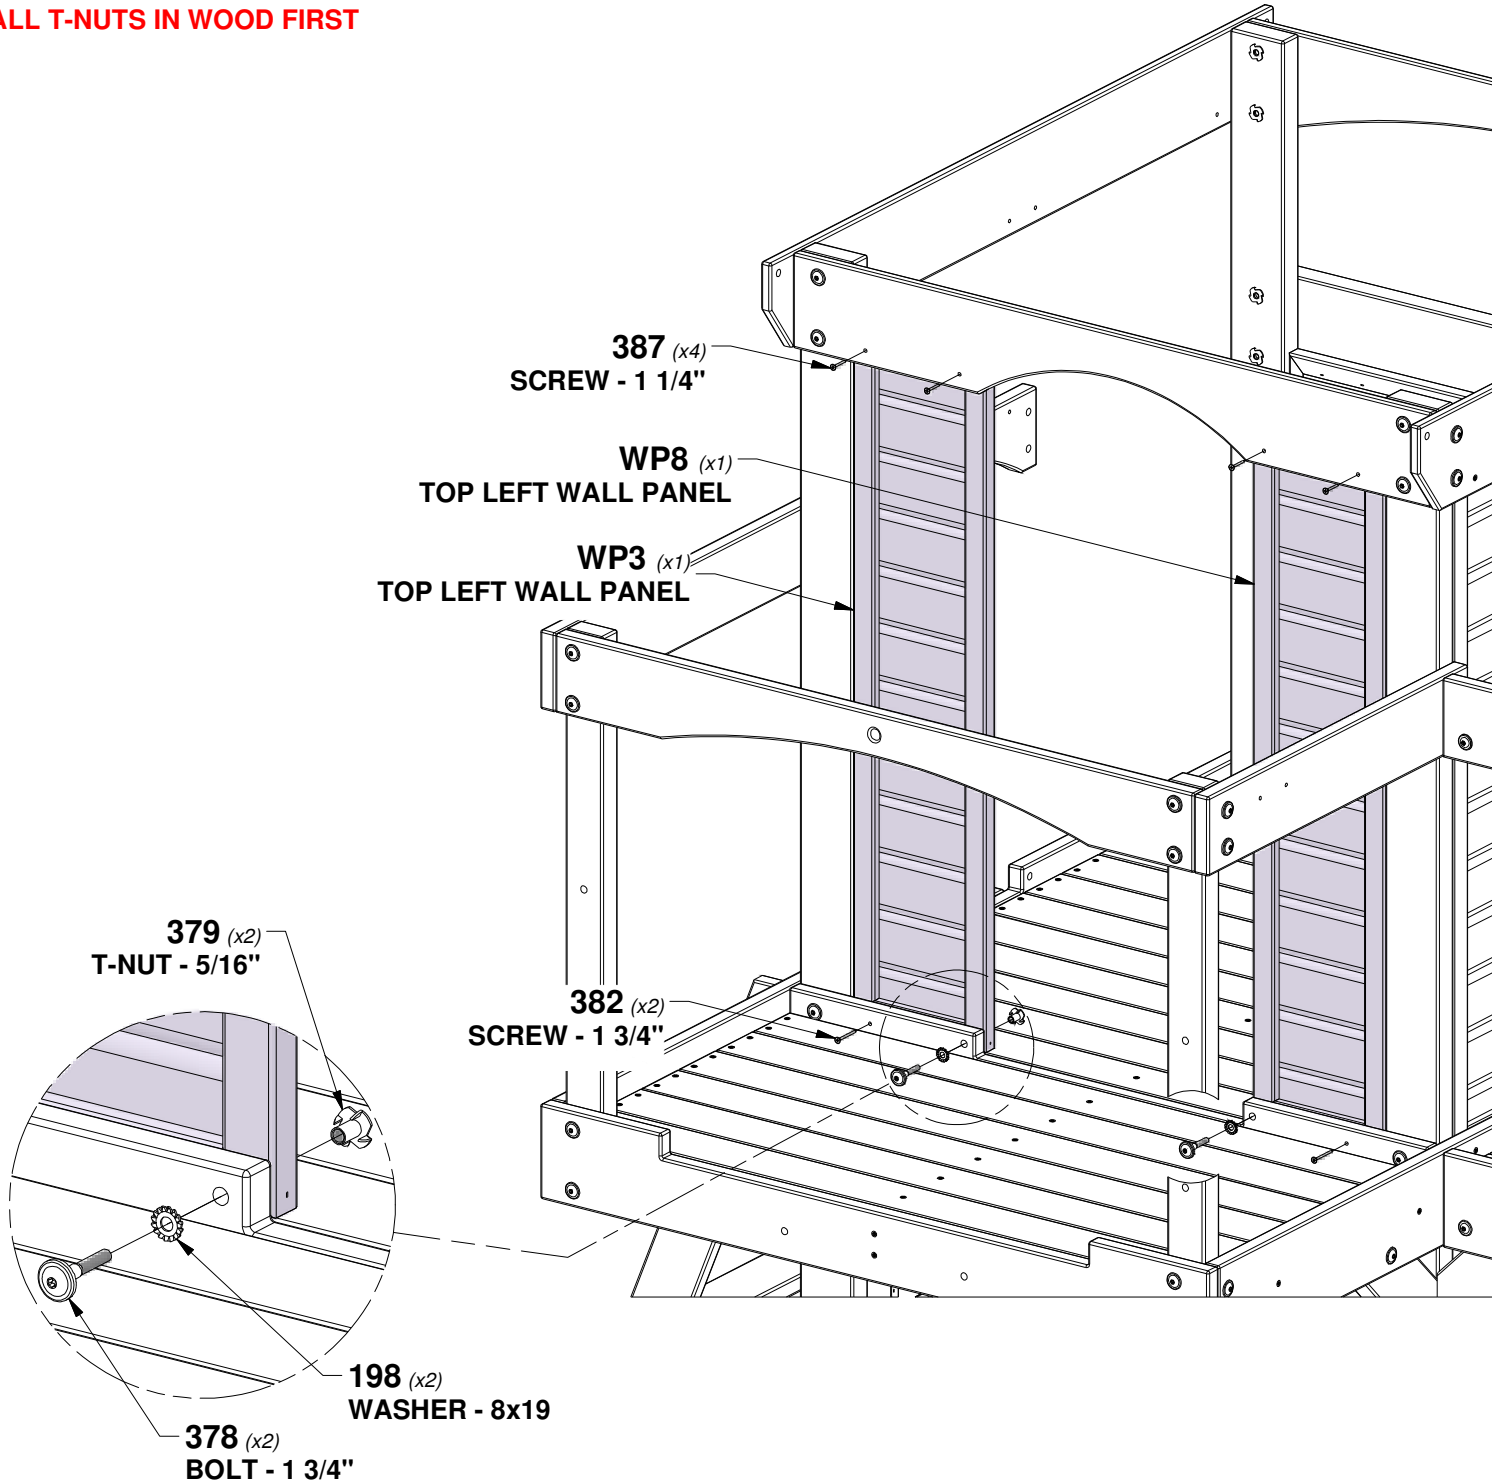 ALL T-NUTS IN WOOD FIRST
387 (x4)
SCREW - 1 1/4"
WP8 (x1)
TOP LEFT WALL PANEL
WP3 (x1)
TOP LEFT WALL PANEL
379 (x2)
T-NUT - 5/16"
382 (x2)
SCREW - 1 3/4"
198 (x2)
WASHER - 8x19
378 (x2)
BOLT - 1 3/4"